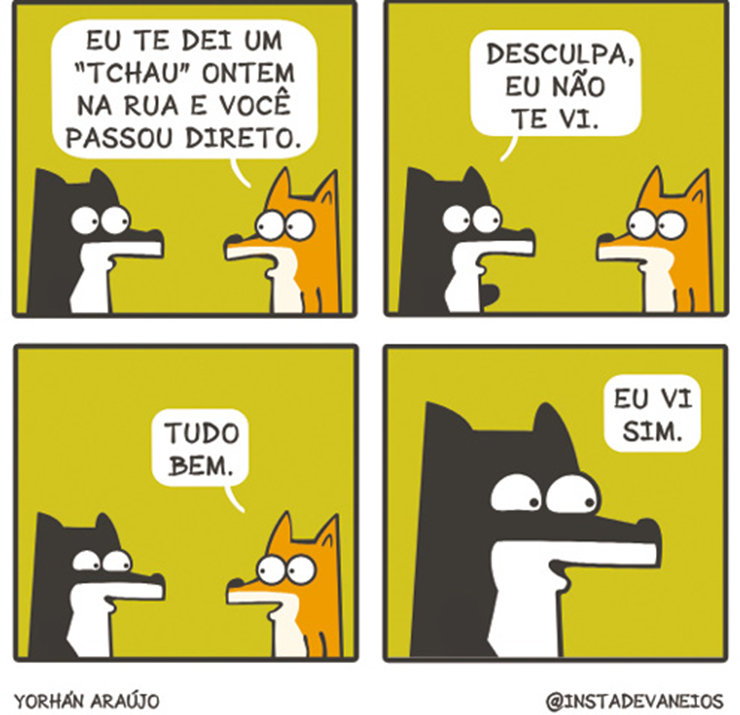 EU TE DEI UM
"TCHAU" ONTEM
NA RUA E VOCÊ
PASSOU DIRETO.
DESCULPA,
EU NÃO
TE VI.
TUDO
BEM.
EU VI
SIM.
YORHÁN ARAÚJO
@INSTADEVANEIOS